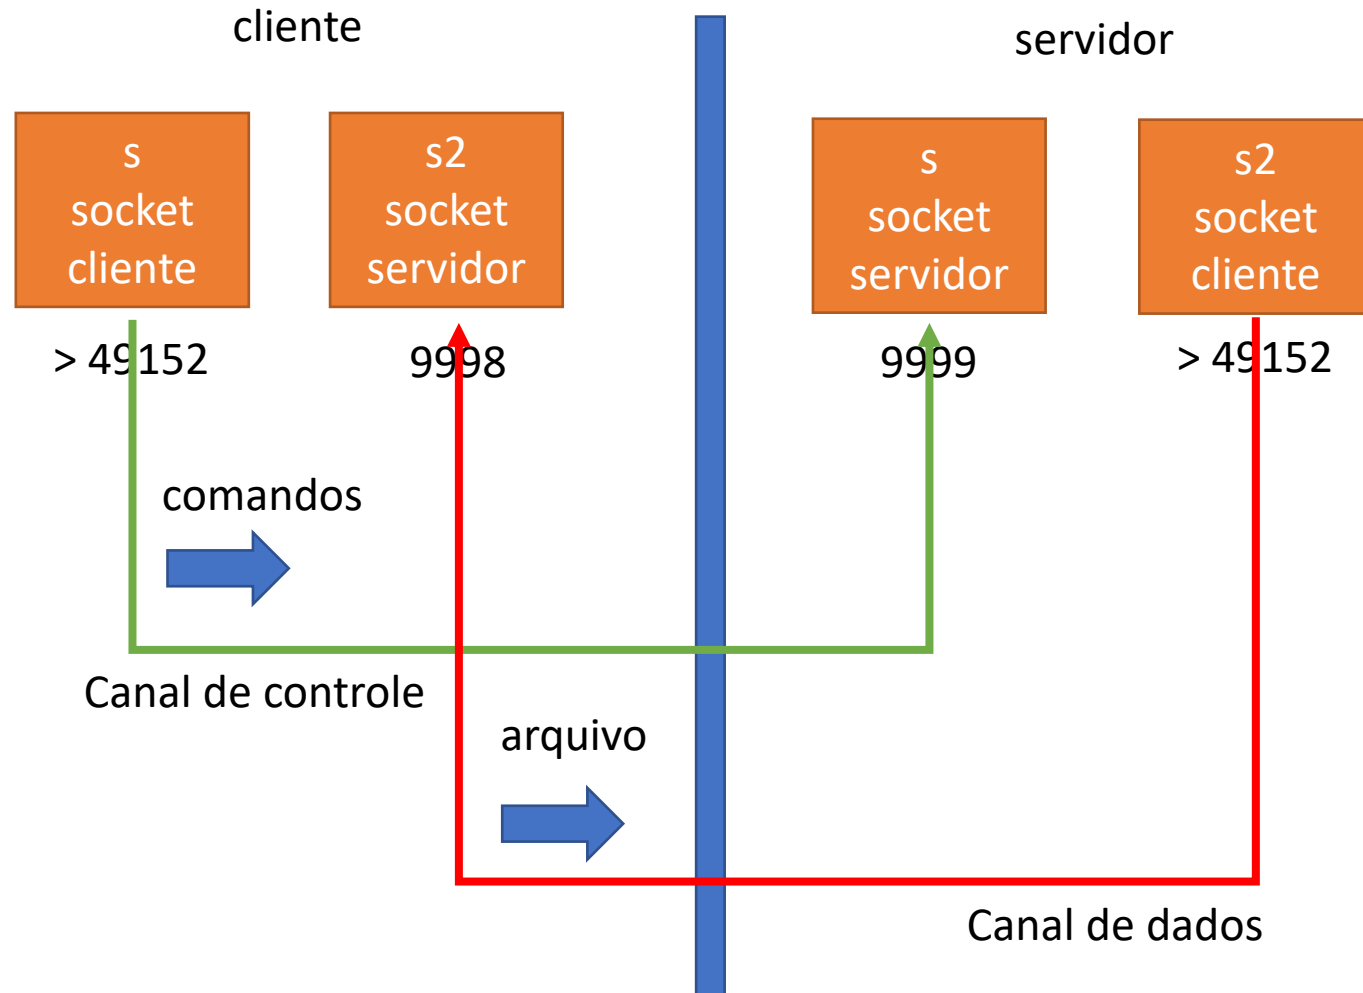 cliente
servidor
s
socket
cliente
s2
socket
servidor
s
socket
servidor
s2
socket
cliente
> 49152
9998
9999
> 49152
comandos
Canal de controle
arquivo
Canal de dados